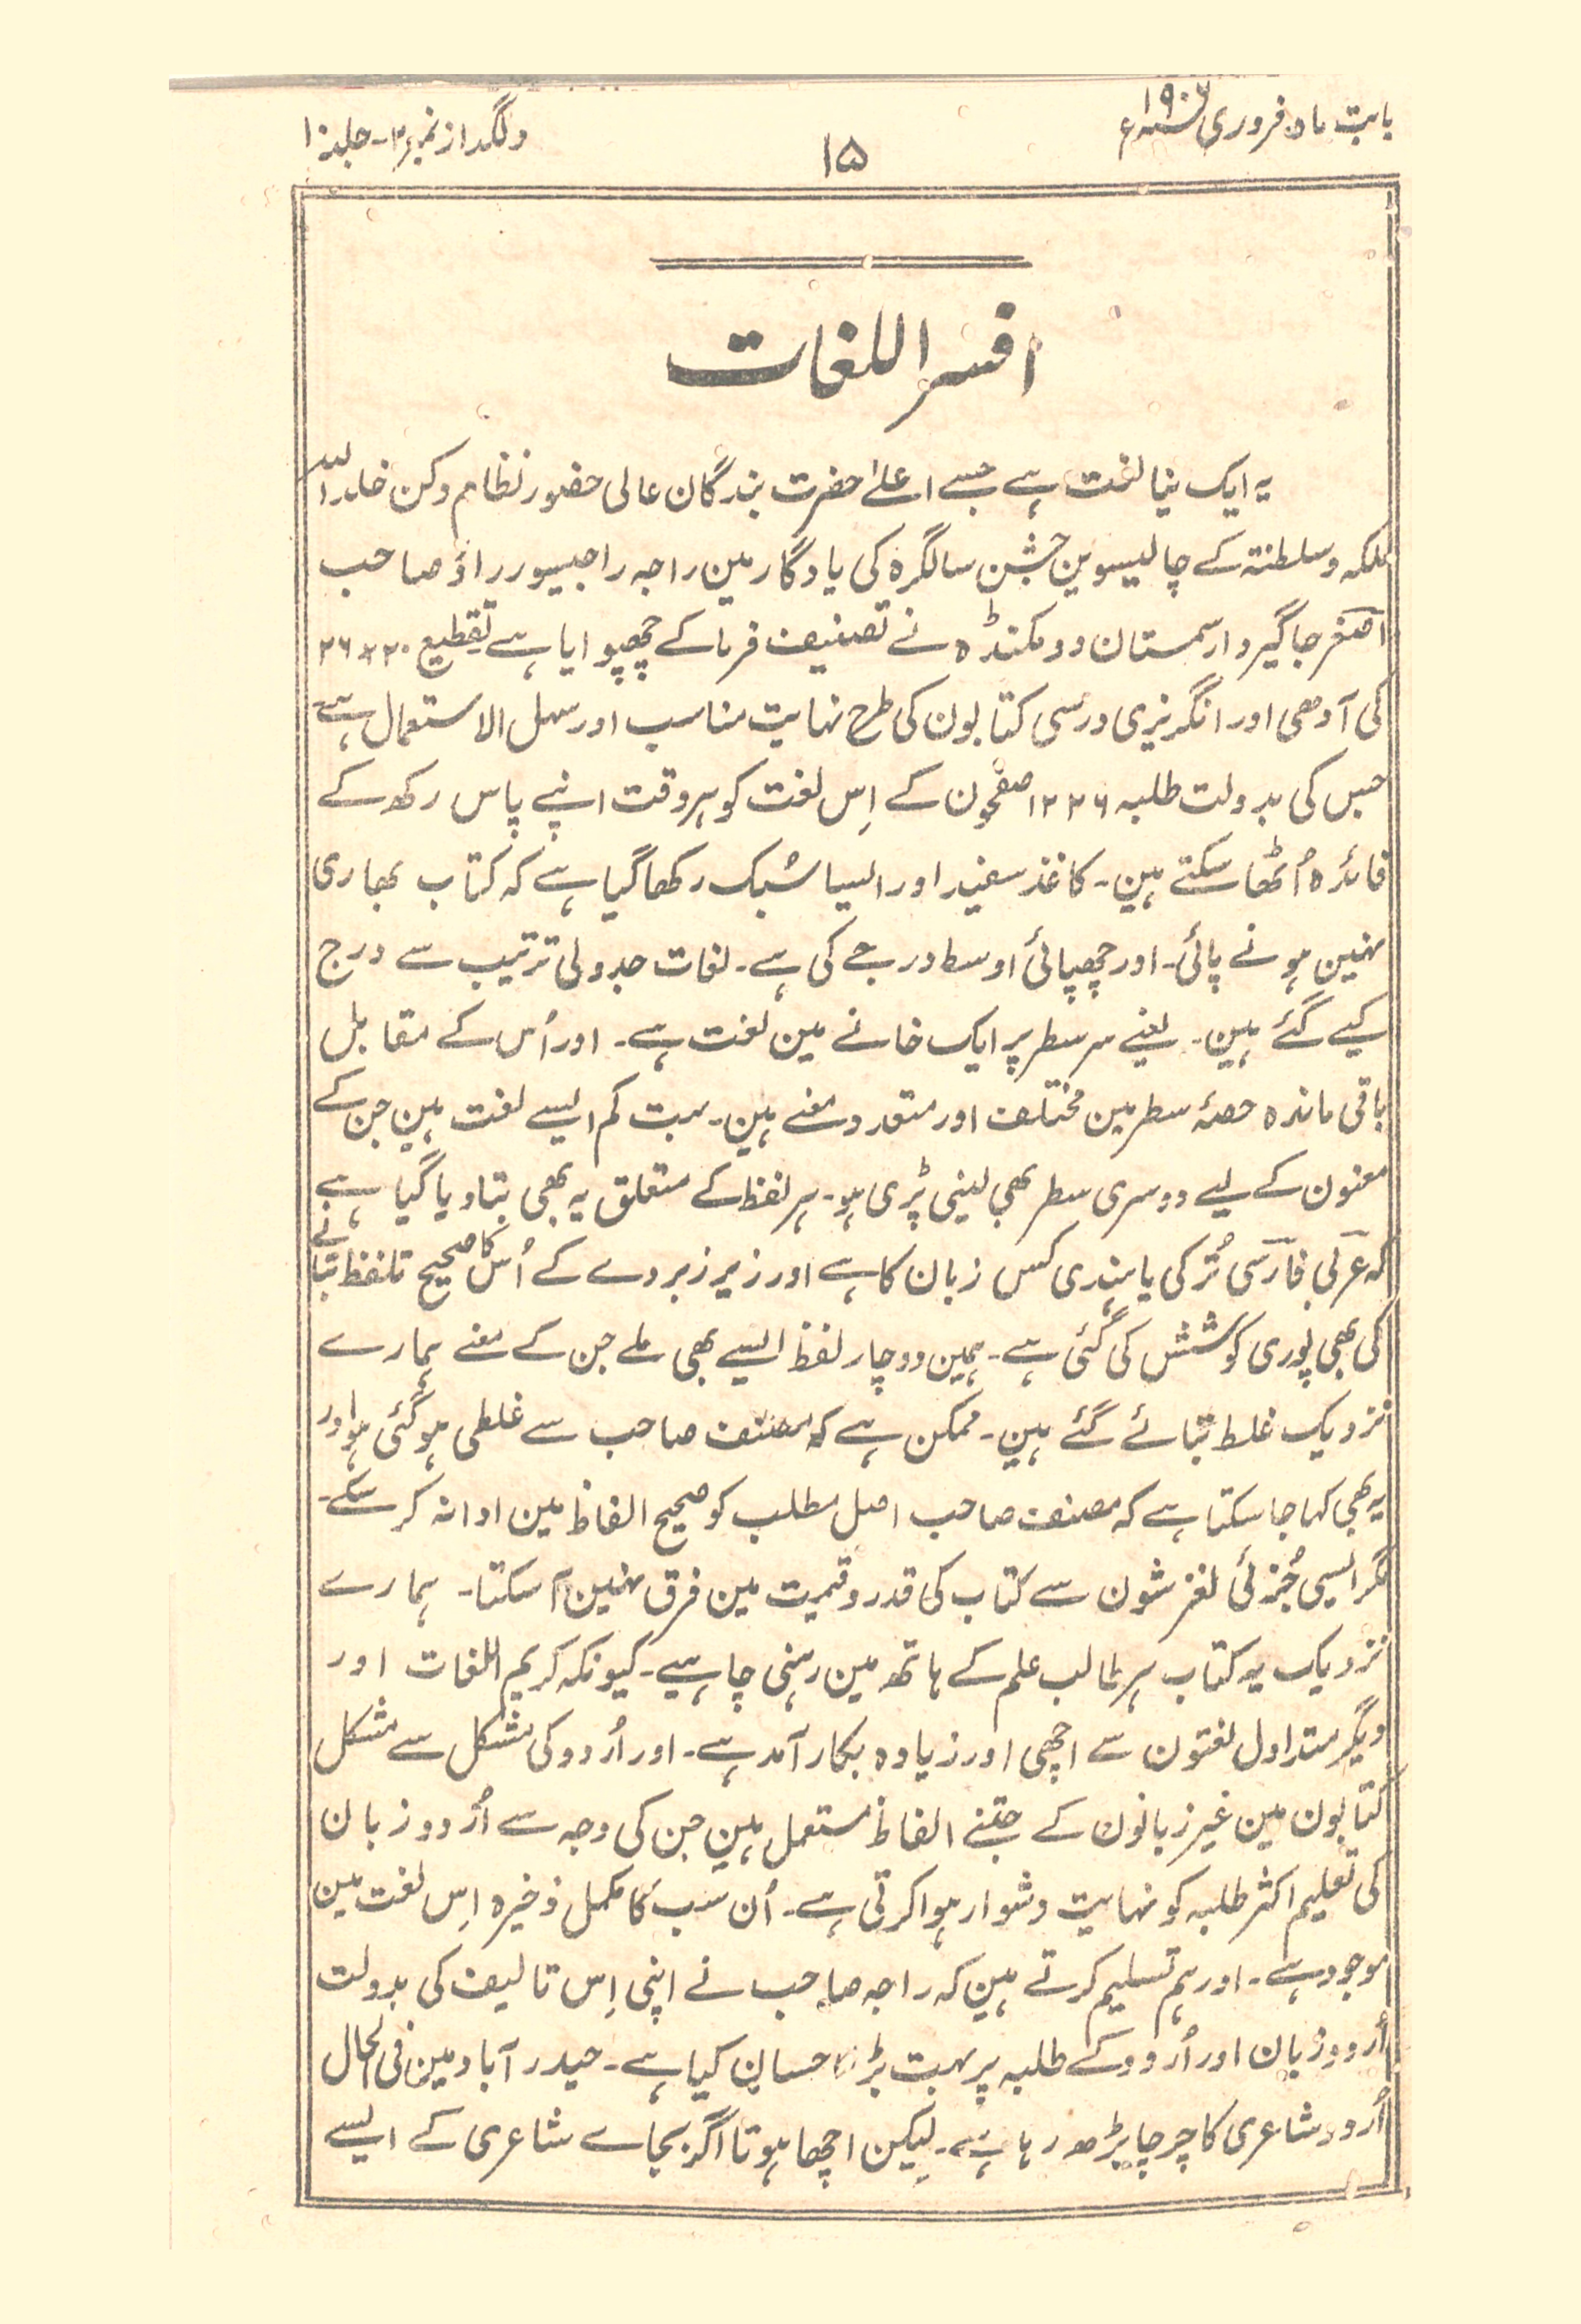 بابت ماہ فروری ۱۹۰۶ء
۱۵
دلگداز نمبر ۲ - جلد ۱۰
افسر اللغات
یہ ایک نیا لغت ہے جسے اعلیٰ حضرت بندگان عالی حضور نظام دکن خلد اللہ
ملکہ و سلطنتہ کے چالیسوین جشن سالگرہ کی یادگار مین راجہ راجیسور راؤ صاحب
اصغر جاگیردار سمستان دومکنڈہ نے تصنیف فرما کے چھپوایا ہے تقطیع ۲۰×۲۶
کی آدھی اور انگریزی درسی کتابون کی طرح نہایت مناسب اور سہل الاستعمال ہے
جس کی بدولت طلبہ ۱۲۲۶ صفحون کے اِس لغت کو ہر وقت اپنے پاس رکھ کے
فائدہ اُٹھا سکتے ہین۔ کاغذ سفید اور ایسا سُبک رکھا گیا ہے کہ کتاب بھاری
نہین ہونے پائی۔ اور چھپائی اوسط درجے کی ہے۔ لغات جدولی ترتیب سے درج
کیے گئے ہین۔ یعنے ہر سطر پر ایک خانے مین لغت ہے۔ اور اُس کے مقابل
باقی ماندہ حصۂ سطر مین مختلف اور متعدد معنے ہین۔ بہت کم ایسے لغت ہین جن کے
معنون کے لیے دوسری سطر بھی لینی پڑی ہو۔ ہر لفظ کے متعلق یہ بھی بتا دیا گیا ہے
کہ عربی فارسی تُرکی یا ہندی کس زبان کا ہے اور زیر زبر دے کے اُس کا صحیح تلفظ بتانے
کی بھی پوری کوشش کی گئی ہے۔ ہمین دو چار لفظ ایسے بھی ملے جن کے معنے ہمارے
نزدیک غلط بتائے گئے ہین۔ ممکن ہے کہ مصنف صاحب سے غلطی ہو گئی ہو اور
یہ بھی کہا جا سکتا ہے کہ مصنف صاحب اصل مطلب کو صحیح الفاظ مین ادا نہ کر سکے۔
مگر ایسی جُزئی لغزشون سے کتاب کی قدر و قیمت مین فرق نہین آ سکتا۔ ہمارے
نزدیک یہ کتاب ہر طالب علم کے ہاتھ مین رہنی چاہیے۔ کیونکہ کریم اللغات اور
دیگر متداول لغتون سے اچھی اور زیادہ بکارآمد ہے۔ اور اُردو کی مشکل سے مشکل
کتابون مین غیر زبانون کے جتنے الفاظ مستعمل ہین جن کی وجہ سے اُردو زبان
کی تعلیم اکثر طلبہ کو نہایت دشوار ہوا کرتی ہے۔ اُن سب کا مکمل ذخیرہ اِس لغت مین
موجود ہے۔ اور ہم تسلیم کرتے ہین کہ راجہ صاحب نے اپنی اِس تالیف کی بدولت
اُردو زبان اور اُردو کے طلبہ پر بہت بڑا احسان کیا ہے۔ حیدر آباد مین فی الحال
اُردو شاعری کا چرچا بڑھ رہا ہے۔ لیکن اچھا ہوتا اگر بجاے شاعری کے ایسے